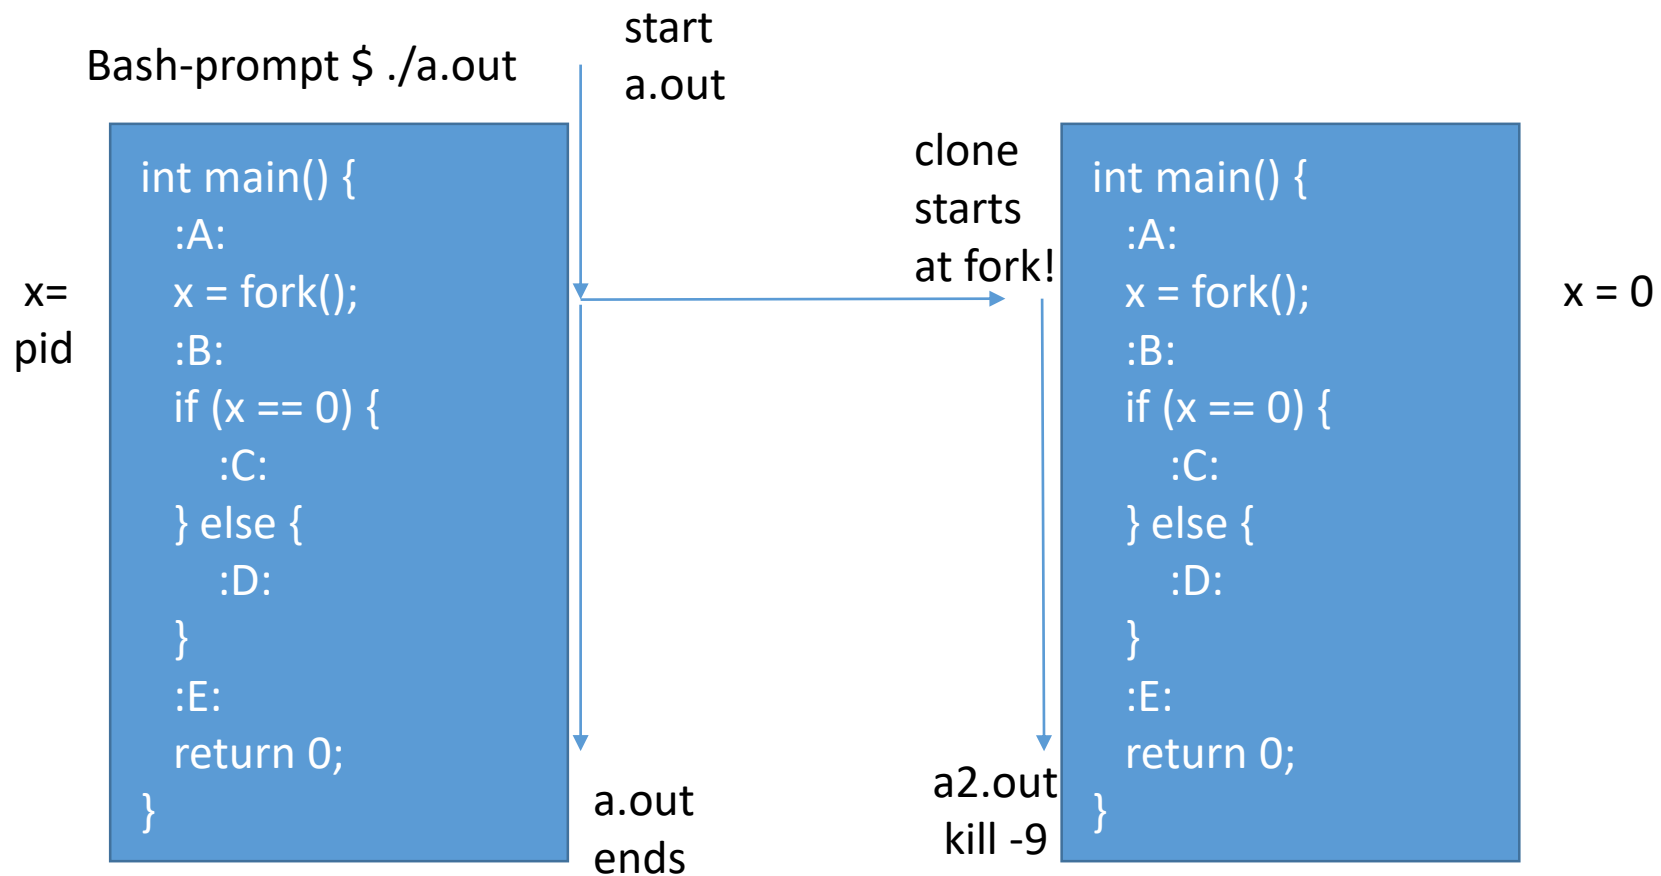 Bash-prompt $ ./a.out
start
a.out
int main() {
:A:
x = fork();
:B:
if (x == 0) {
:C:
} else {
:D:
}
:E:
return 0;
}
x=
pid
a.out
ends
clone
starts
at fork!
int main() {
:A:
x = fork();
:B:
if (x == 0) {
:C:
} else {
:D:
}
:E:
return 0;
}
x = 0
a2.out
kill -9